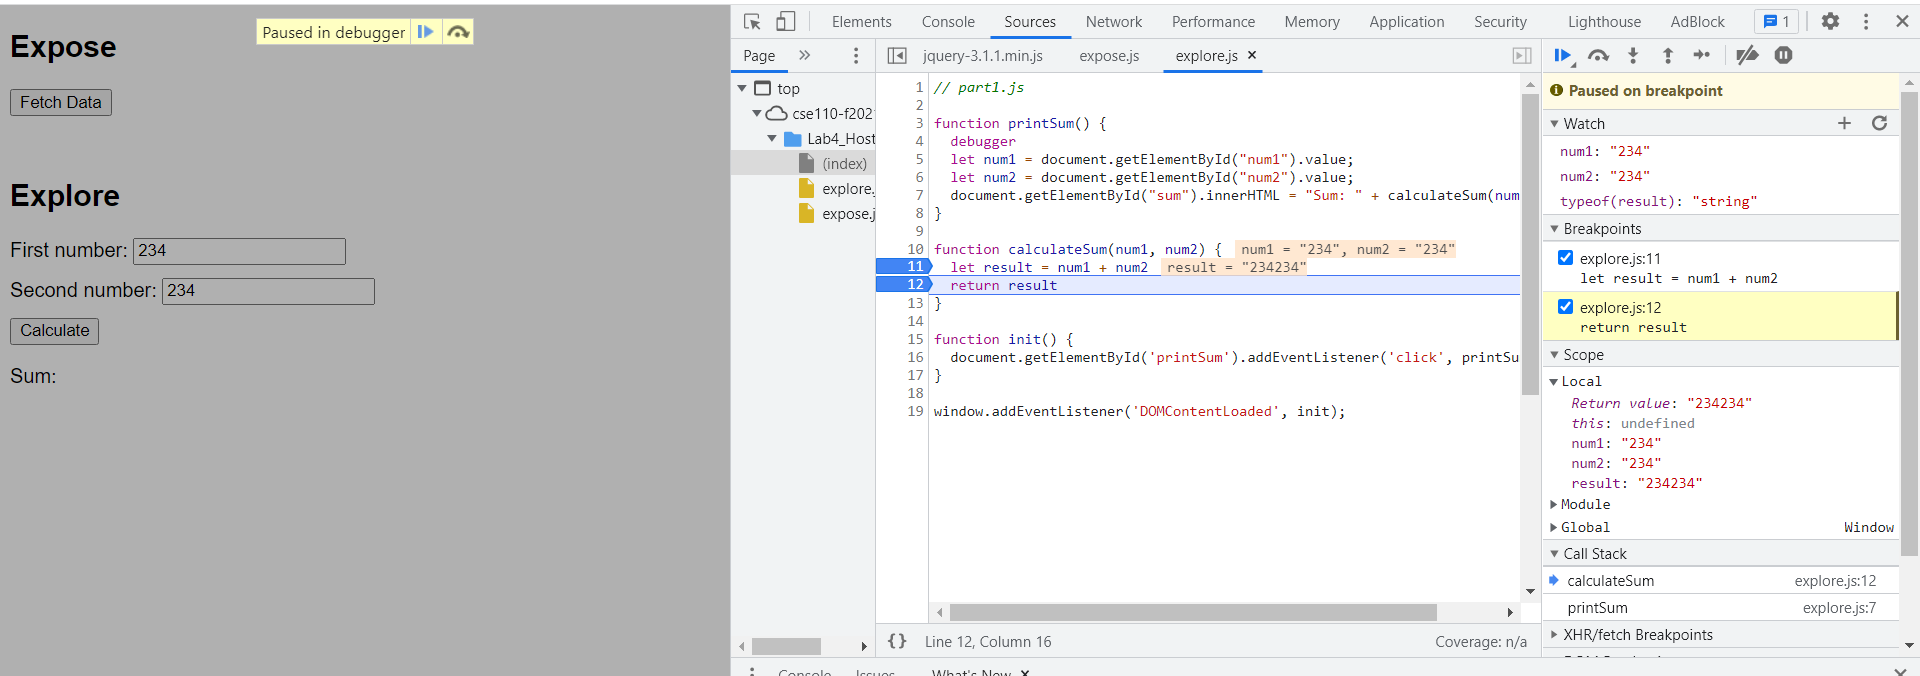 Expose
Paused in debugger
Fetch Data
Explore
First number: 234
Second number: 234
Calculate
Sum:
Elements Console Sources Network Performance Memory Application Security Lighthouse AdBlock 1
Page
top
cse110-f202
Lab4_Host
(index)
explore.
expose.j
jquery-3.1.1.min.js expose.js explore.js
1 // part1.js
2
3 function printSum() {
4 debugger
5 let num1 = document.getElementById("num1").value;
6 let num2 = document.getElementById("num2").value;
7 document.getElementById("sum").innerHTML = "Sum: " + calculateSum(num
8 }
9
10 function calculateSum(num1, num2) { num1 = "234", num2 = "234"
11 let result = num1 + num2 result = "234234"
12 return result
13 }
14
15 function init() {
16 document.getElementById('printSum').addEventListener('click', printSu
17 }
18
19 window.addEventListener('DOMContentLoaded', init);
{} Line 12, Column 16 Coverage: n/a
Paused on breakpoint
Watch
num1: "234"
num2: "234"
typeof(result): "string"
Breakpoints
explore.js:11
let result = num1 + num2
explore.js:12
return result
Scope
Local
Return value: "234234"
this: undefined
num1: "234"
num2: "234"
result: "234234"
Module
Global Window
Call Stack
calculateSum explore.js:12
printSum explore.js:7
XHR/fetch Breakpoints
Console Issues What's New